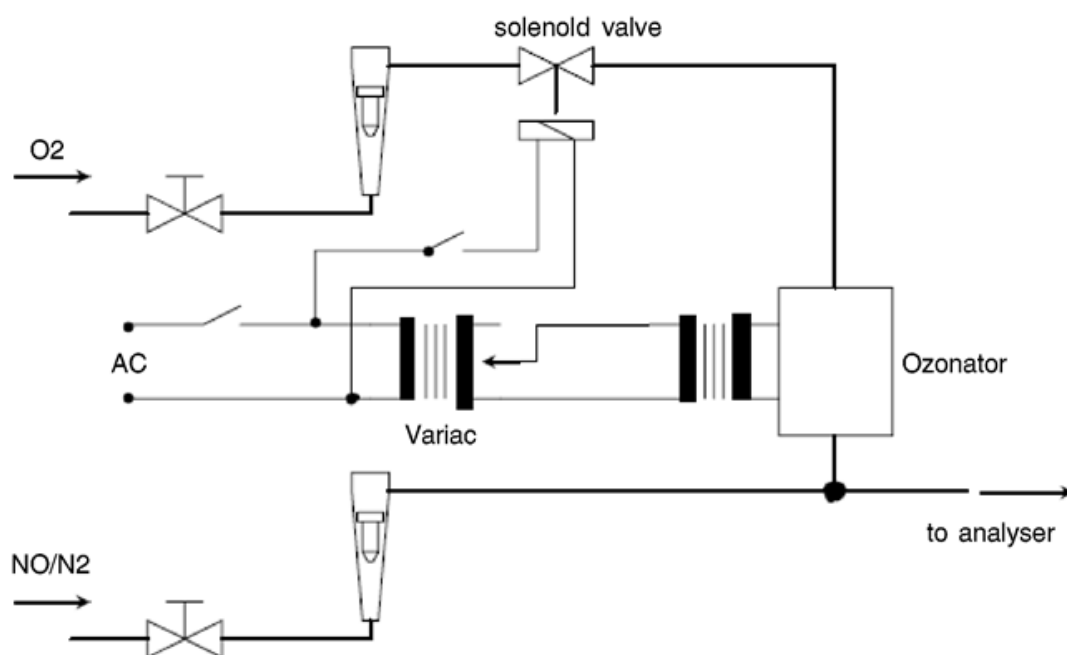 solenold valve
O2
AC
Ozonator
Variac
to analyser
NO/N2